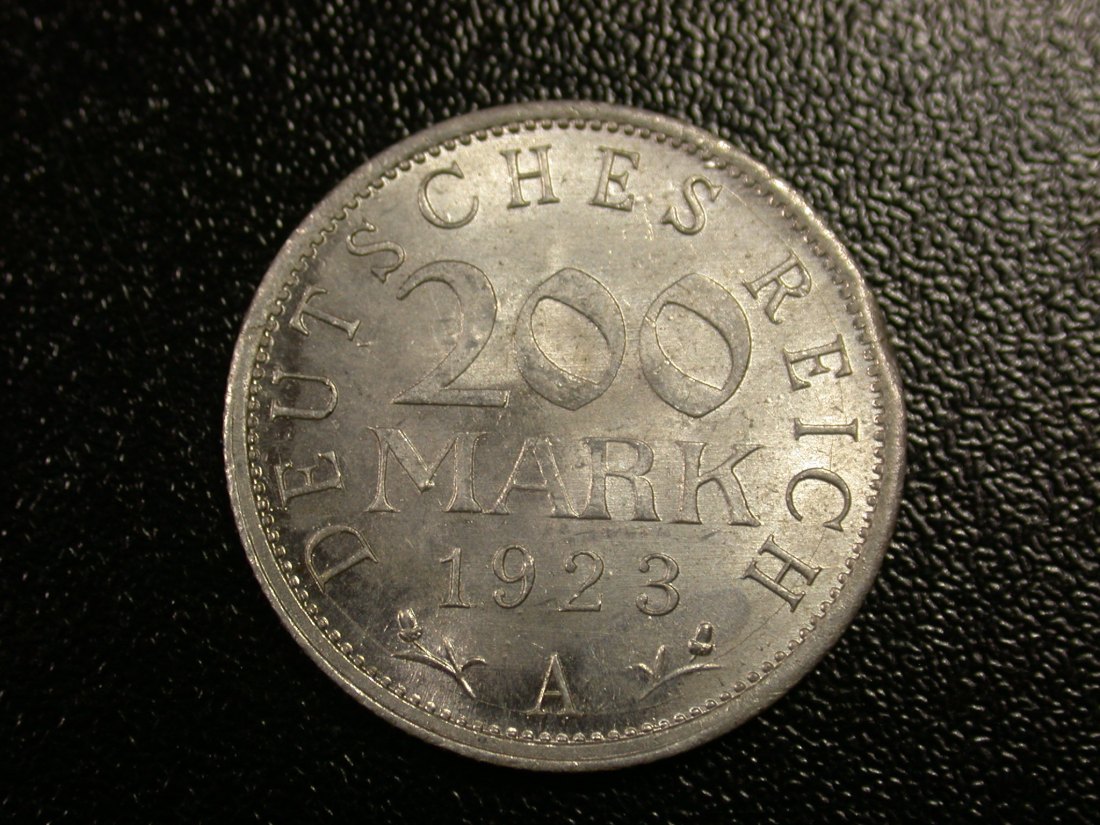 DEUTSCHES REICH
200
MARK
1923
A